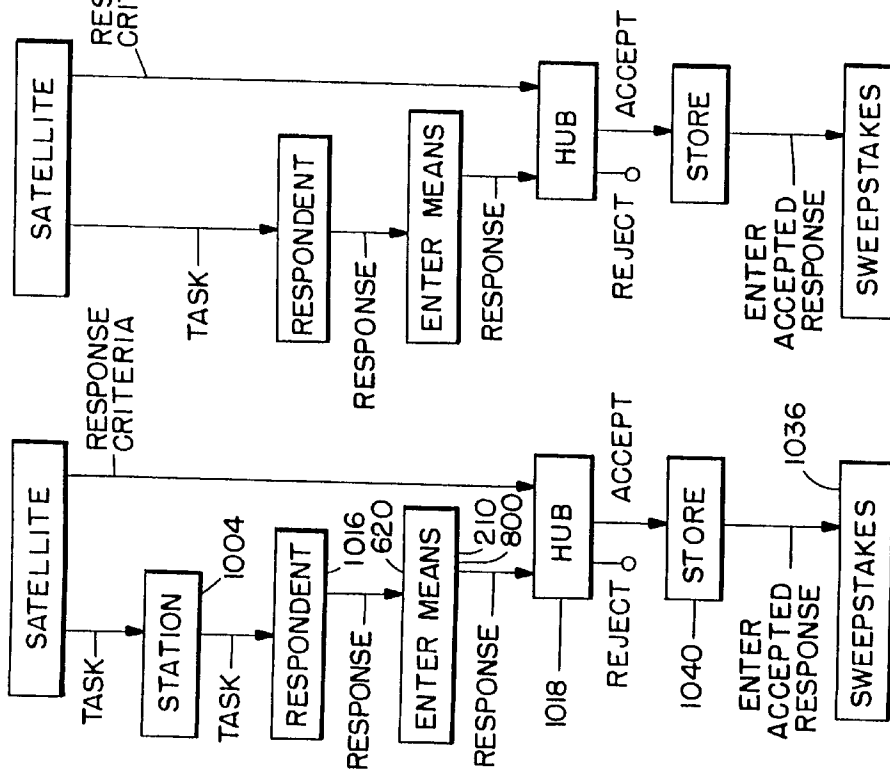 SATELLITE
TASK
RESPONSE
CRITERIA
STATION
1004
TASK
RESPONDENT
1016
RESPONSE
620
ENTER MEANS
210
800
RESPONSE
HUB
1018
REJECT
ACCEPT
STORE
1040
ENTER
ACCEPTED
RESPONSE
1036
SWEEPSTAKES
SATELLITE
RES
CRI
TASK
RESPONDENT
RESPONSE
ENTER MEANS
RESPONSE
HUB
REJECT
ACCEPT
STORE
ENTER
ACCEPTED
RESPONSE
SWEEPSTAKES